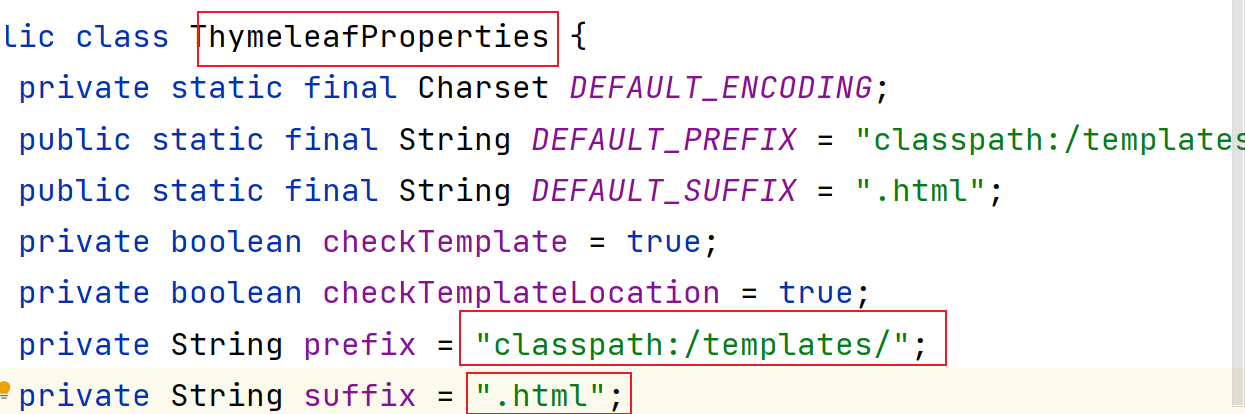 lic class ThymeleafProperties {
private static final Charset DEFAULT_ENCODING;
public static final String DEFAULT_PREFIX = "classpath:/templates
public static final String DEFAULT_SUFFIX = ".html";
private boolean checkTemplate = true;
private boolean checkTemplateLocation = true;
private String prefix = "classpath:/templates/";
private String suffix = ".html";